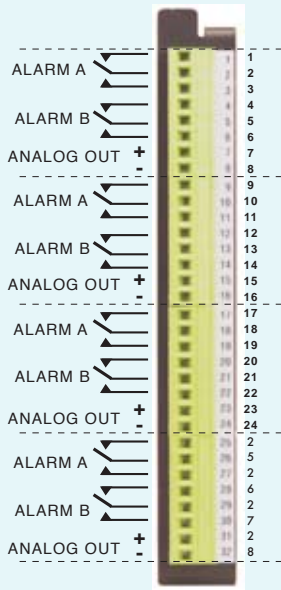 1
ALARM A 2
3
4
ALARM B 5
6
ANALOG OUT + 7
- 8
9
ALARM A 10
11
12
ALARM B 13
14
ANALOG OUT + 15
- 16
17
ALARM A 18
19
20
ALARM B 21
22
ANALOG OUT + 23
- 24
2
ALARM A 5
2
6
ALARM B 2
7
ANALOG OUT + 2
- 8